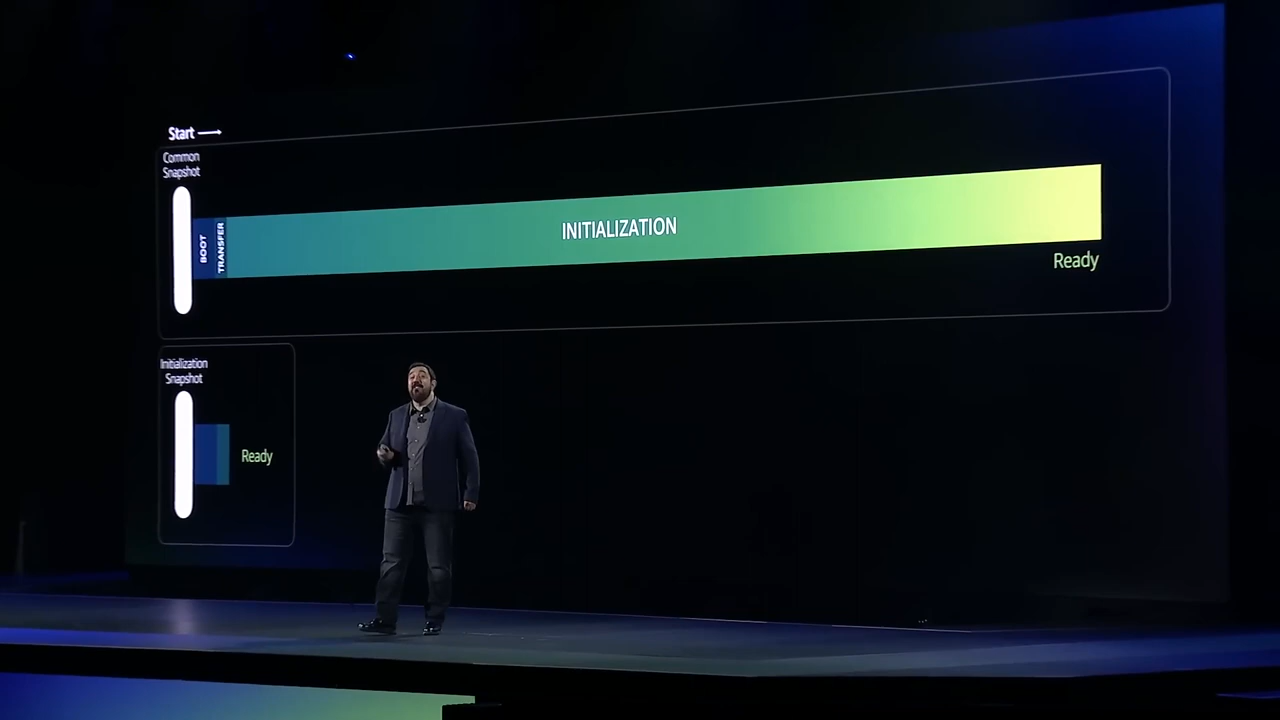 Start
Common
Snapshot
BOOT
TRANSFER
INITIALIZATION
Ready
Initialization
Snapshot
Ready